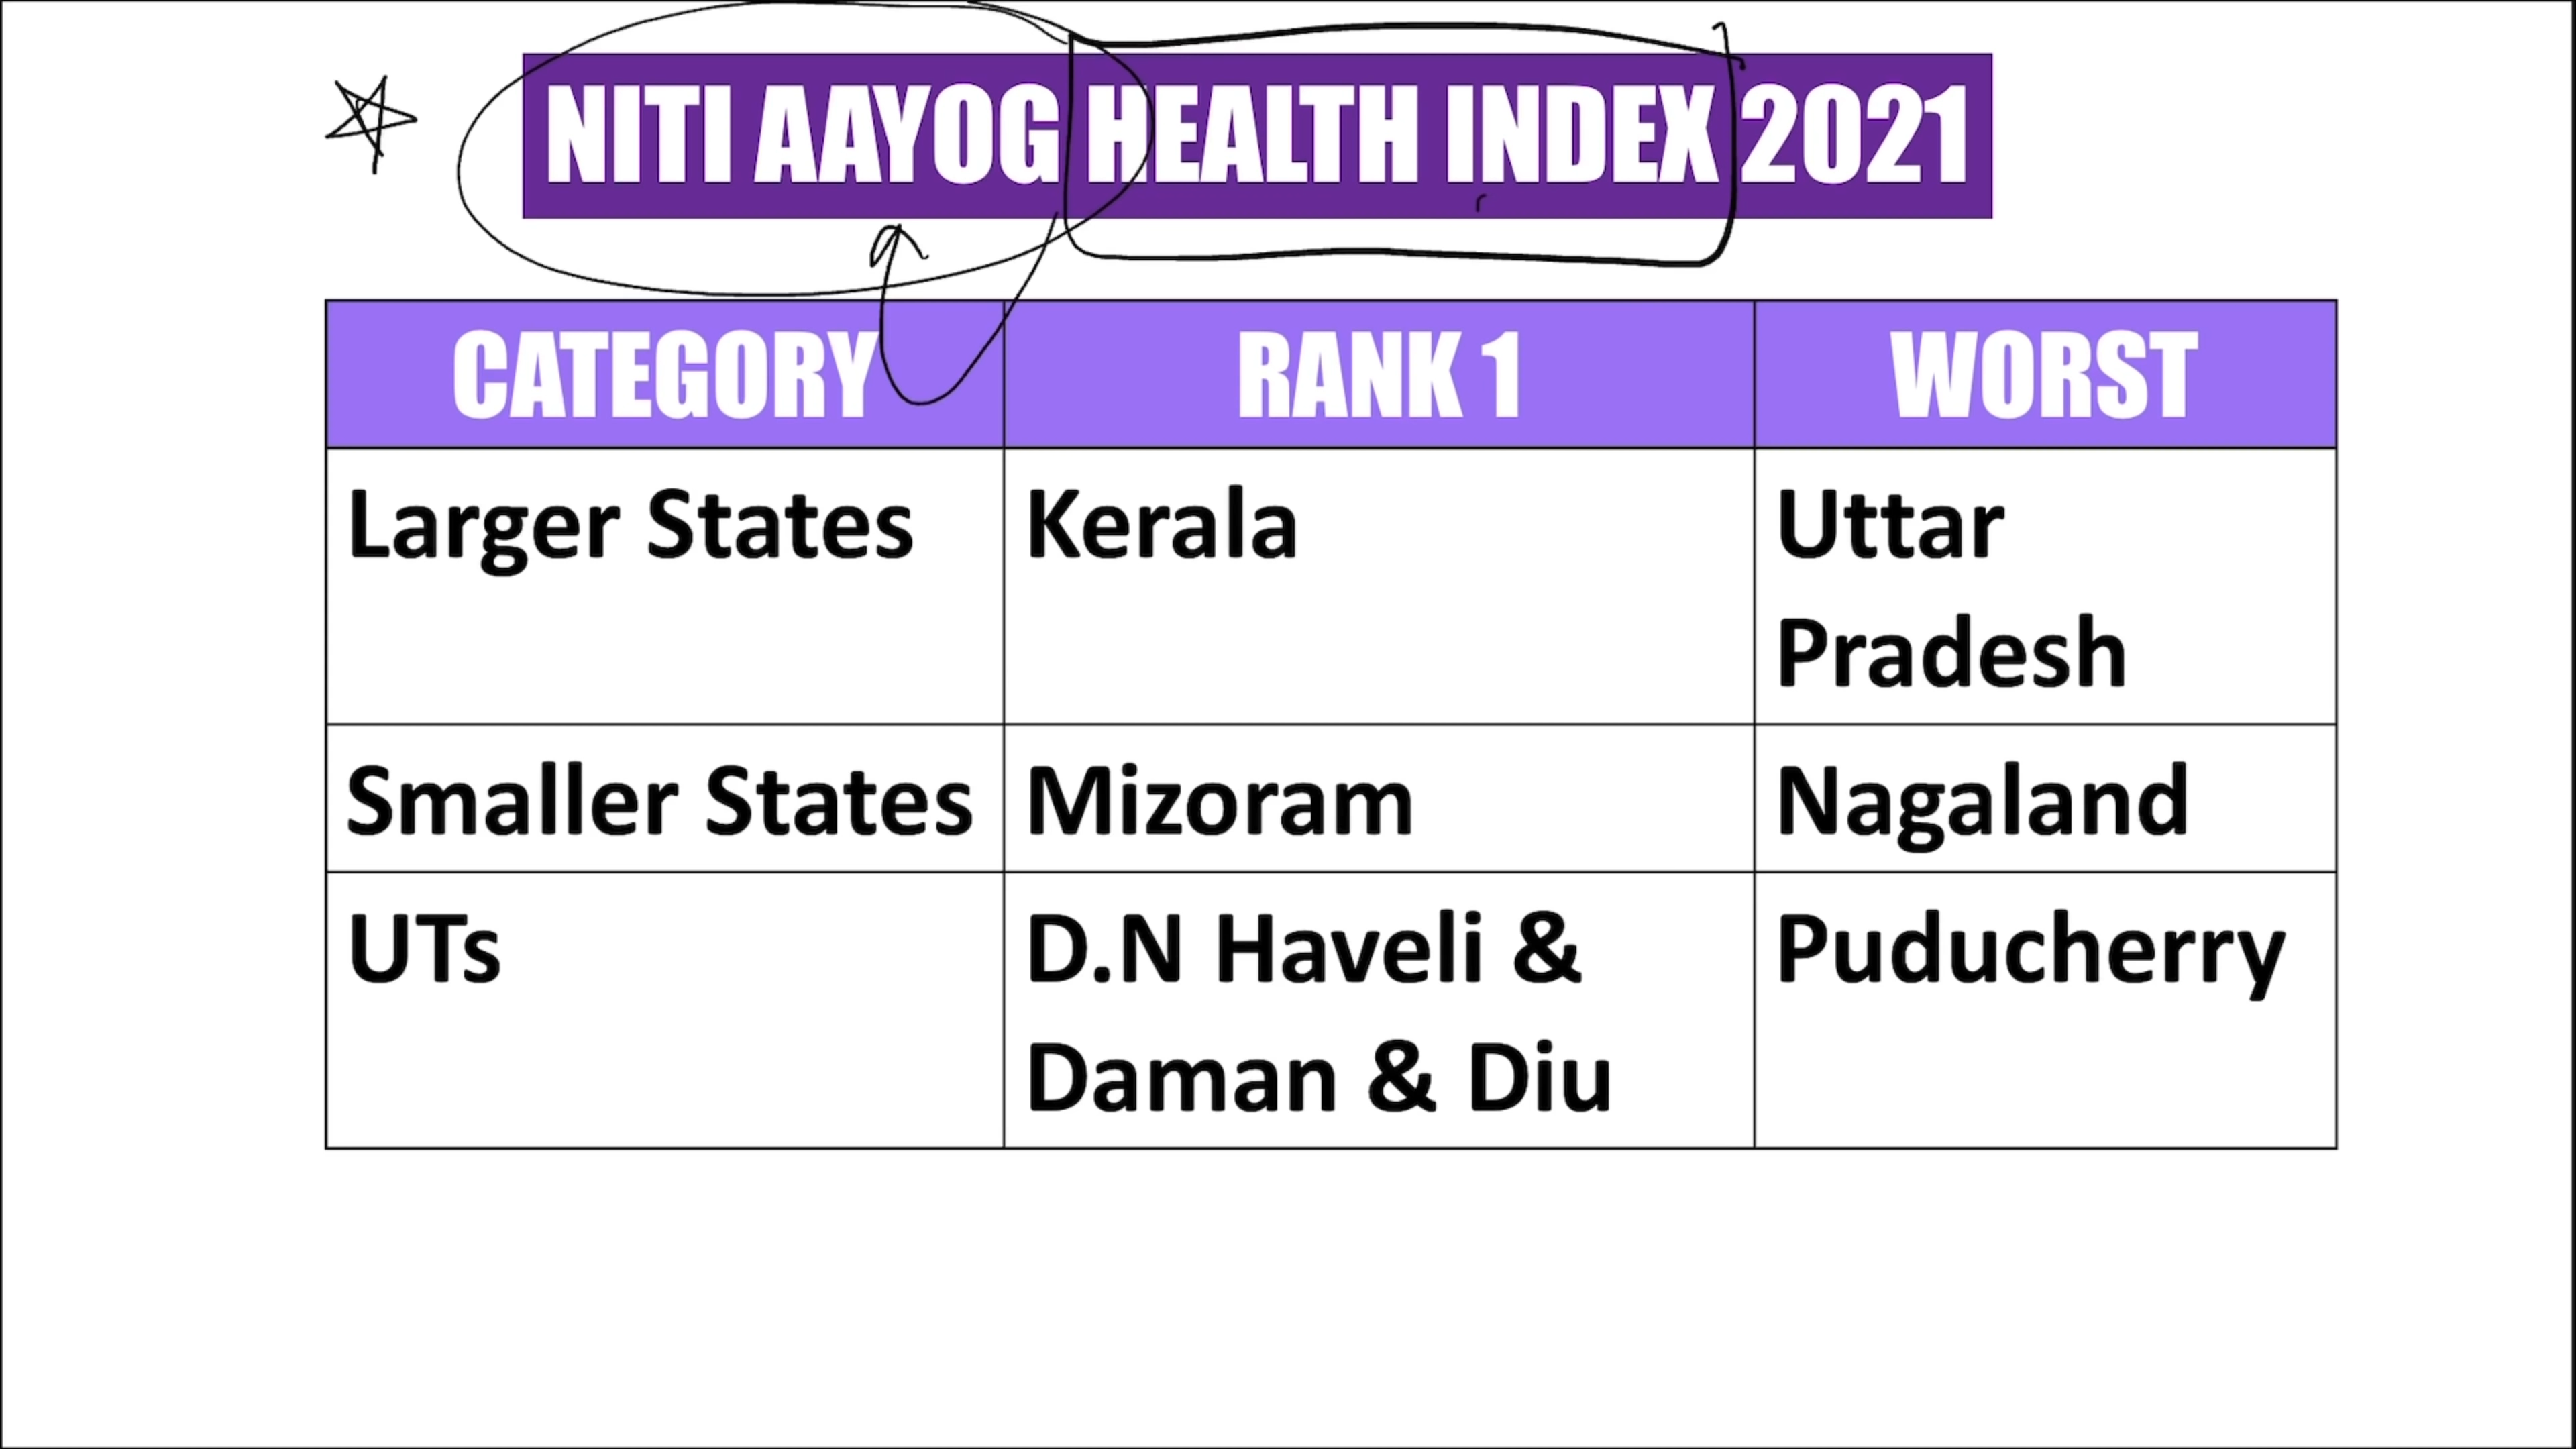 NITI AAYOG HEALTH INDEX 2021
CATEGORY RANK 1 WORST
Larger States Kerala Uttar
Pradesh
Smaller States Mizoram Nagaland
UTs D.N Haveli & Puducherry
Daman & Diu